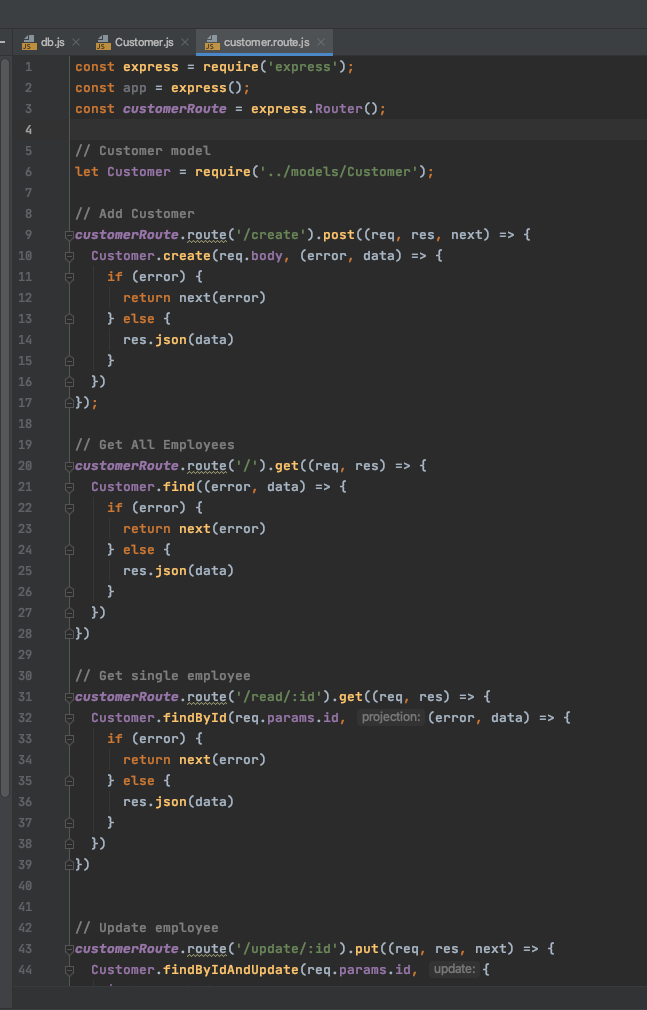 db.js Customer.js customer.route.js
1 const express = require('express');
2 const app = express();
3 const customerRoute = express.Router();
4
5 // Customer model
6 let Customer = require('../models/Customer');
7
8 // Add Customer
9 customerRoute.route('/create').post((req, res, next) => {
10 Customer.create(req.body, (error, data) => {
11 if (error) {
12 return next(error)
13 } else {
14 res.json(data)
15 }
16 })
17 });
18
19 // Get All Employees
20 customerRoute.route('/').get((req, res) => {
21 Customer.find((error, data) => {
22 if (error) {
23 return next(error)
24 } else {
25 res.json(data)
26 }
27 })
28 })
29
30 // Get single employee
31 customerRoute.route('/read/:id').get((req, res) => {
32 Customer.findById(req.params.id, projection: (error, data) => {
33 if (error) {
34 return next(error)
35 } else {
36 res.json(data)
37 }
38 })
39 })
40
41
42 // Update employee
43 customerRoute.route('/update/:id').put((req, res, next) => {
44 Customer.findByIdAndUpdate(req.params.id, update: {